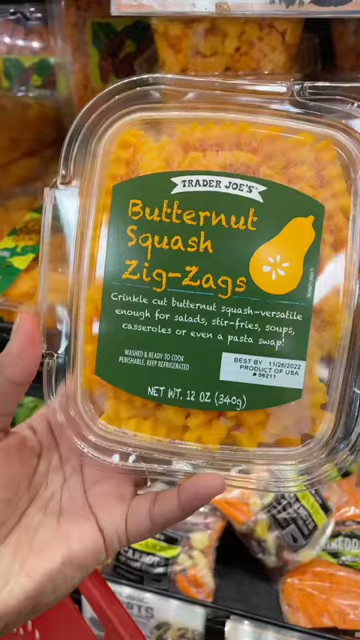 TRADER JOE'S
Butternut
Squash
Zig-Zags
Crinkle cut butternut squash-versatile
enough for salads, stir-fries, soups,
casseroles or even a pasta swap!
WASHED & READY TO COOK
PERISHABLE, KEEP REFRIGERATED
BEST BY 11/26/2022
PRODUCT OF USA
# 56211
NET WT. 12 OZ (340g)
CARROT